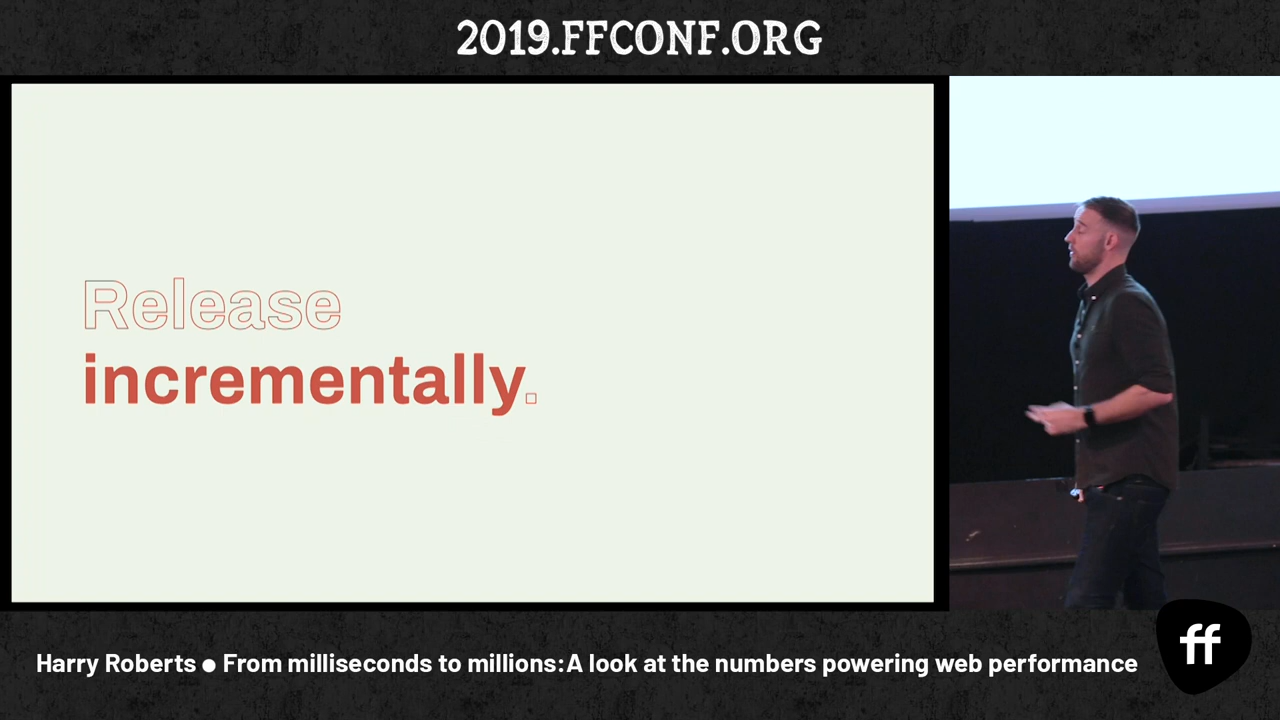 2019.FFCONF.ORG
Release
incrementally.
Harry Roberts ● From milliseconds to millions:A look at the numbers powering web performance
ff